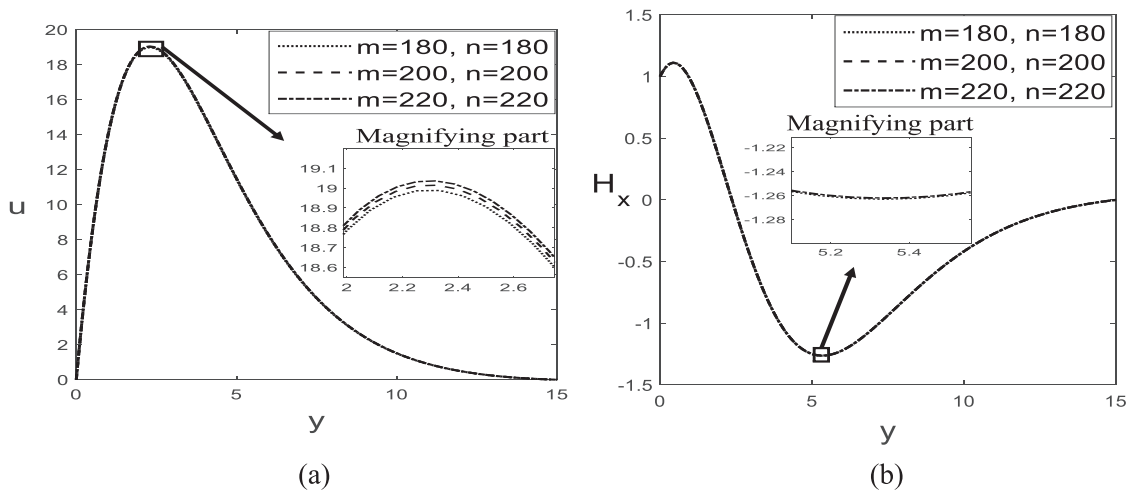 20
18
16
14
12
10
8
6
4
2
0
u
m=180, n=180
m=200, n=200
m=220, n=220
Magnifying part
19.1
19
18.9
18.8
18.7
18.6
2 2.2 2.4 2.6
0 5 10 15
y
(a)
1.5
1
0.5
0
-0.5
-1
-1.5
Hx
m=180, n=180
m=200, n=200
m=220, n=220
Magnifying part
-1.22
-1.24
-1.26
-1.28
5.2 5.4
0 5 10 15
y
(b)